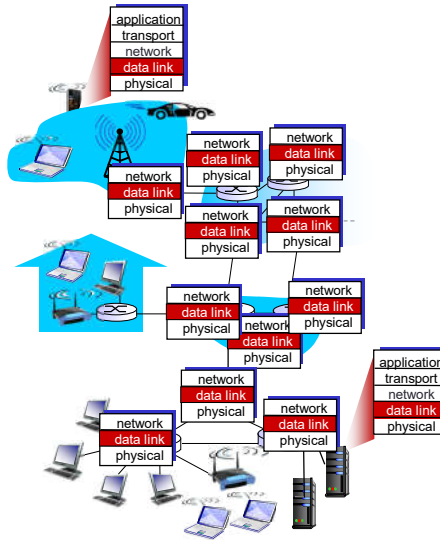 application
transport
network
data link
physical
network
data link
physical
network
data link
physical
network
data link
physical
network
data link
physical
network
data link
physical
network
data link
physical
network
data link
physical
network
data link
physical
application
transport
network
data link
physical
network
data link
physical
network
data link
physical
network
data link
physical